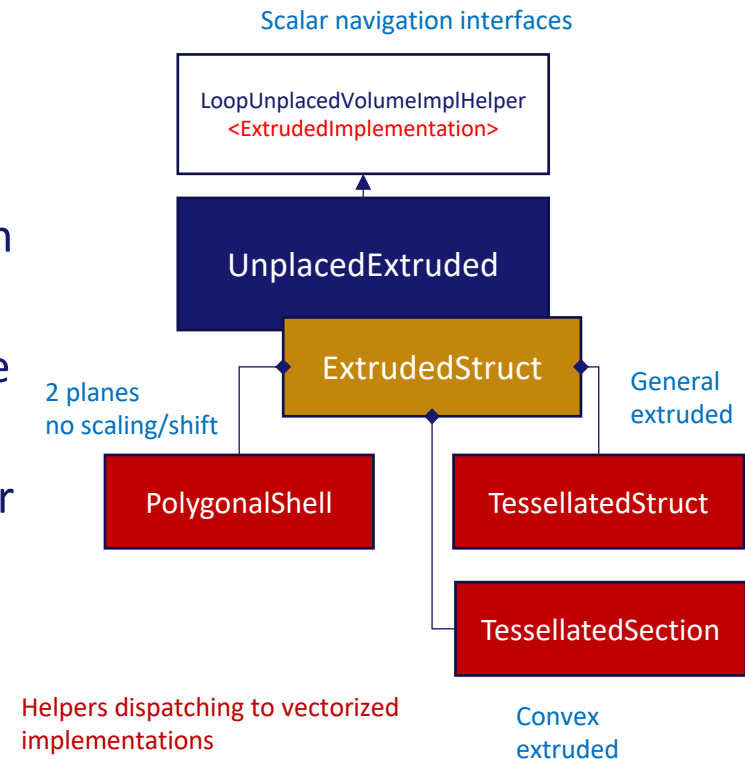 Scalar navigation interfaces
LoopUnplacedVolumeImplHelper
<ExtrudedImplementation>
UnplacedExtruded
ExtrudedStruct
2 planes
no scaling/shift
General
extruded
PolygonalShell
TessellatedStruct
TessellatedSection
Helpers dispatching to vectorized
implementations
Convex
extruded